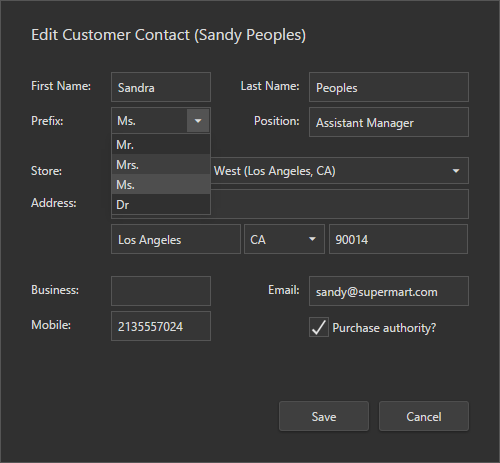 Edit Customer Contact (Sandy Peoples)
First Name: Sandra Last Name: Peoples
Prefix: Ms. Position: Assistant Manager
Mr.
Mrs.
Ms.
Dr
Store: West (Los Angeles, CA)
Address:
Los Angeles CA 90014
Business: Email: sandy@supermart.com
Mobile: 2135557024 Purchase authority?
Save Cancel